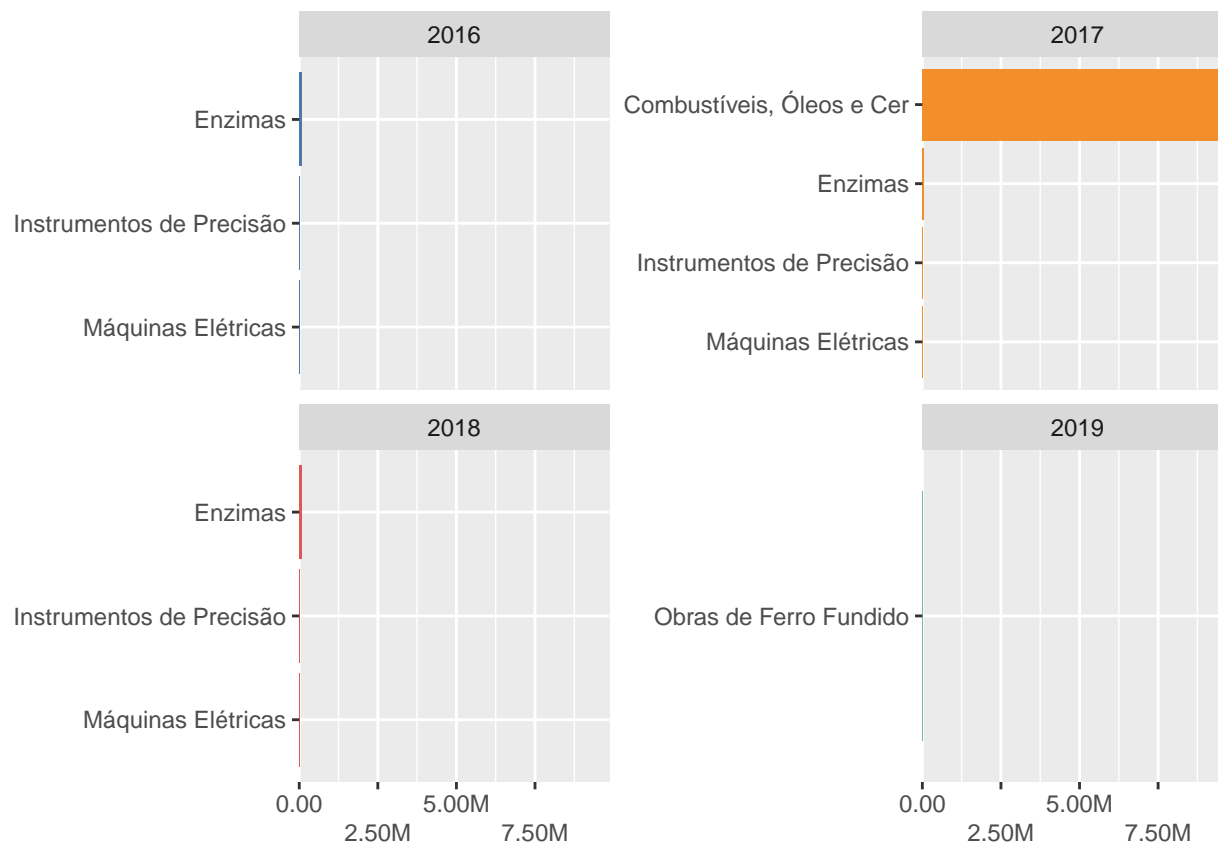 2016
Enzimas
Instrumentos de Precisão
Máquinas Elétricas
2017
Combustíveis, Óleos e Cer
Enzimas
Instrumentos de Precisão
Máquinas Elétricas
2018
Enzimas
Instrumentos de Precisão
Máquinas Elétricas
0.00
2.50M
5.00M
7.50M
2019
Obras de Ferro Fundido
0.00
2.50M
5.00M
7.50M